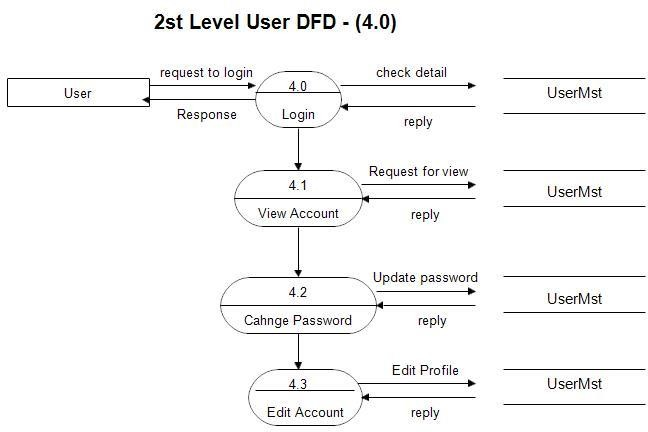 2st Level User DFD - (4.0)
request to login
check detail
User
4.0
UserMst
Response
Login
reply
4.1
Request for view
UserMst
View Account
reply
4.2
Update password
UserMst
Cahnge Password
reply
4.3
Edit Profile
UserMst
Edit Account
reply